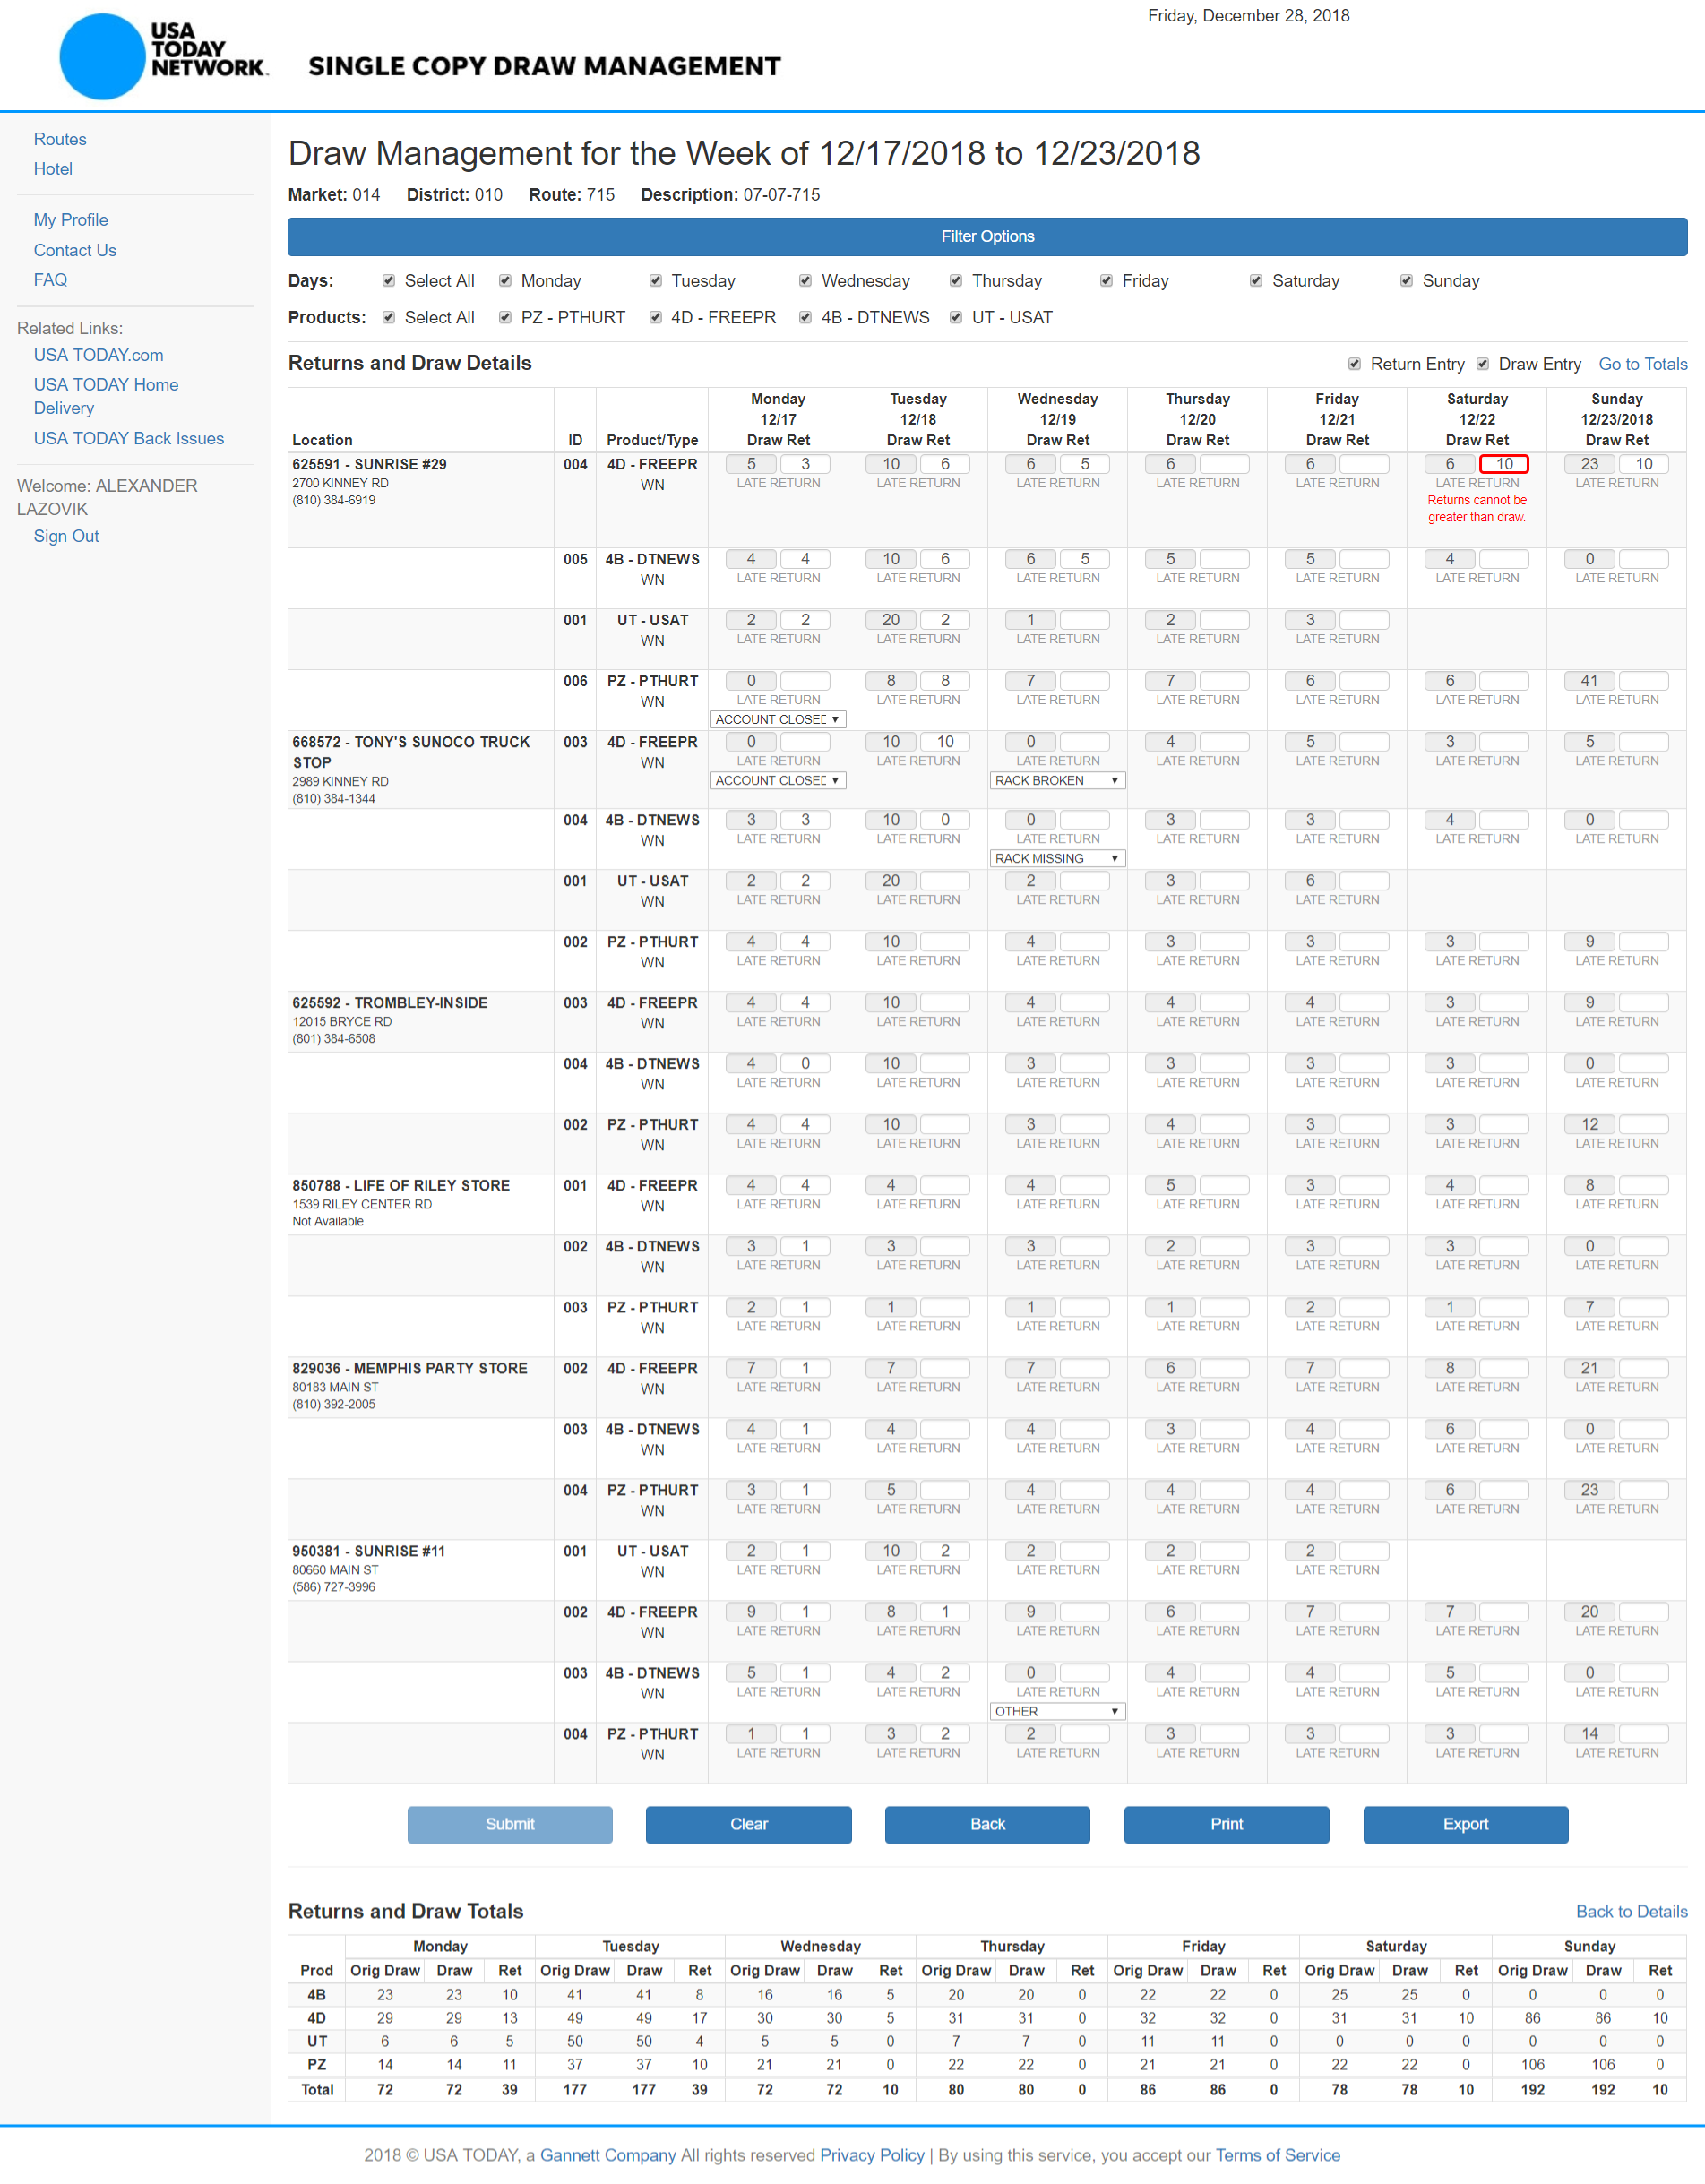 Friday, December 28, 2018
USA
TODAY
NETWORK
SINGLE COPY DRAW MANAGEMENT
Routes
Hotel
My Profile
Contact Us
FAQ
Related Links:
USA TODAY.com
USA TODAY Home
Delivery
USA TODAY Back Issues
Welcome: ALEXANDER
LAZOVIK
Sign Out
Draw Management for the Week of 12/17/2018 to 12/23/2018
Market: 014 District: 010 Route: 715 Description: 07-07-715
Filter Options
Days: Select All Monday Tuesday Wednesday Thursday Friday Saturday Sunday
Products: Select All PZ - PTHURT 4D - FREEPR 4B - DTNEWS UT - USAT
Returns and Draw Details Return Entry Draw Entry Go to Totals
Monday Tuesday Wednesday Thursday Friday Saturday Sunday
12/17 12/18 12/19 12/20 12/21 12/22 12/23/2018
Location ID Product/Type Draw Ret Draw Ret Draw Ret Draw Ret Draw Ret Draw Ret Draw Ret
625591 - SUNRISE #29 004 4D - FREEPR 5 3 10 6 6 5 6 6 6 10 23 10
2700 KINNEY RD WN LATE RETURN LATE RETURN LATE RETURN LATE RETURN LATE RETURN LATE RETURN LATE RETURN
(810) 384-6919 Returns cannot be
greater than draw.
005 4B - DTNEWS 4 4 10 6 6 5 5 5 4 0
WN LATE RETURN LATE RETURN LATE RETURN LATE RETURN LATE RETURN LATE RETURN LATE RETURN
001 UT - USAT 2 2 20 2 1 2 3
WN LATE RETURN LATE RETURN LATE RETURN LATE RETURN LATE RETURN
006 PZ - PTHURT 0 8 8 7 7 6 6 41
WN LATE RETURN LATE RETURN LATE RETURN LATE RETURN LATE RETURN LATE RETURN LATE RETURN
ACCOUNT CLOSED
668572 - TONY'S SUNOCO TRUCK 003 4D - FREEPR 0 10 10 0 4 5 3 5
STOP WN LATE RETURN LATE RETURN LATE RETURN LATE RETURN LATE RETURN LATE RETURN LATE RETURN
2989 KINNEY RD ACCOUNT CLOSED RACK BROKEN
(810) 384-1344
004 4B - DTNEWS 3 3 10 0 0 3 3 4 0
WN LATE RETURN LATE RETURN LATE RETURN LATE RETURN LATE RETURN LATE RETURN LATE RETURN
RACK MISSING
001 UT - USAT 2 2 20 2 3 6
WN LATE RETURN LATE RETURN LATE RETURN LATE RETURN LATE RETURN
002 PZ - PTHURT 4 4 10 4 3 3 3 9
WN LATE RETURN LATE RETURN LATE RETURN LATE RETURN LATE RETURN LATE RETURN LATE RETURN
625592 - TROMBLEY-INSIDE 003 4D - FREEPR 4 4 10 4 4 4 3 9
12015 BRYCE RD WN LATE RETURN LATE RETURN LATE RETURN LATE RETURN LATE RETURN LATE RETURN LATE RETURN
(801) 384-6508
004 4B - DTNEWS 4 0 10 3 3 3 3 0
WN LATE RETURN LATE RETURN LATE RETURN LATE RETURN LATE RETURN LATE RETURN LATE RETURN
002 PZ - PTHURT 4 4 10 3 4 3 3 12
WN LATE RETURN LATE RETURN LATE RETURN LATE RETURN LATE RETURN LATE RETURN LATE RETURN
850788 - LIFE OF RILEY STORE 001 4D - FREEPR 4 4 4 4 5 3 4 8
1539 RILEY CENTER RD WN LATE RETURN LATE RETURN LATE RETURN LATE RETURN LATE RETURN LATE RETURN LATE RETURN
Not Available
002 4B - DTNEWS 3 1 3 3 2 3 3 0
WN LATE RETURN LATE RETURN LATE RETURN LATE RETURN LATE RETURN LATE RETURN LATE RETURN
003 PZ - PTHURT 2 1 1 1 1 2 1 7
WN LATE RETURN LATE RETURN LATE RETURN LATE RETURN LATE RETURN LATE RETURN LATE RETURN
829036 - MEMPHIS PARTY STORE 002 4D - FREEPR 7 1 7 7 6 7 8 21
80183 MAIN ST WN LATE RETURN LATE RETURN LATE RETURN LATE RETURN LATE RETURN LATE RETURN LATE RETURN
(810) 392-2005
003 4B - DTNEWS 4 1 4 4 3 4 6 0
WN LATE RETURN LATE RETURN LATE RETURN LATE RETURN LATE RETURN LATE RETURN LATE RETURN
004 PZ - PTHURT 3 1 5 4 4 4 6 23
WN LATE RETURN LATE RETURN LATE RETURN LATE RETURN LATE RETURN LATE RETURN LATE RETURN
950381 - SUNRISE #11 001 UT - USAT 2 1 10 2 2 2 2
80660 MAIN ST WN LATE RETURN LATE RETURN LATE RETURN LATE RETURN LATE RETURN
(586) 727-3996
002 4D - FREEPR 9 1 8 1 9 6 7 7 20
WN LATE RETURN LATE RETURN LATE RETURN LATE RETURN LATE RETURN LATE RETURN LATE RETURN
003 4B - DTNEWS 5 1 4 2 0 4 4 5 0
WN LATE RETURN LATE RETURN LATE RETURN LATE RETURN LATE RETURN LATE RETURN LATE RETURN
OTHER
004 PZ - PTHURT 1 1 3 2 2 3 3 3 14
WN LATE RETURN LATE RETURN LATE RETURN LATE RETURN LATE RETURN LATE RETURN LATE RETURN
Submit Clear Back Print Export
Returns and Draw Totals Back to Details
Monday Tuesday Wednesday Thursday Friday Saturday Sunday
Prod Orig Draw Draw Ret Orig Draw Draw Ret Orig Draw Draw Ret Orig Draw Draw Ret Orig Draw Draw Ret Orig Draw Draw Ret Orig Draw Draw Ret
4B 23 23 10 41 41 8 16 16 5 20 20 0 22 22 0 25 25 0 0 0 0
4D 29 29 13 49 49 17 30 30 5 31 31 0 32 32 0 31 31 10 86 86 10
UT 6 6 5 50 50 4 5 5 0 7 7 0 11 11 0 0 0 0 0 0 0
PZ 14 14 11 37 37 10 21 21 0 22 22 0 21 21 0 22 22 0 106 106 0
Total 72 72 39 177 177 39 72 72 10 80 80 0 86 86 0 78 78 10 192 192 10
2018 © USA TODAY, a Gannett Company All rights reserved Privacy Policy | By using this service, you accept our Terms of Service